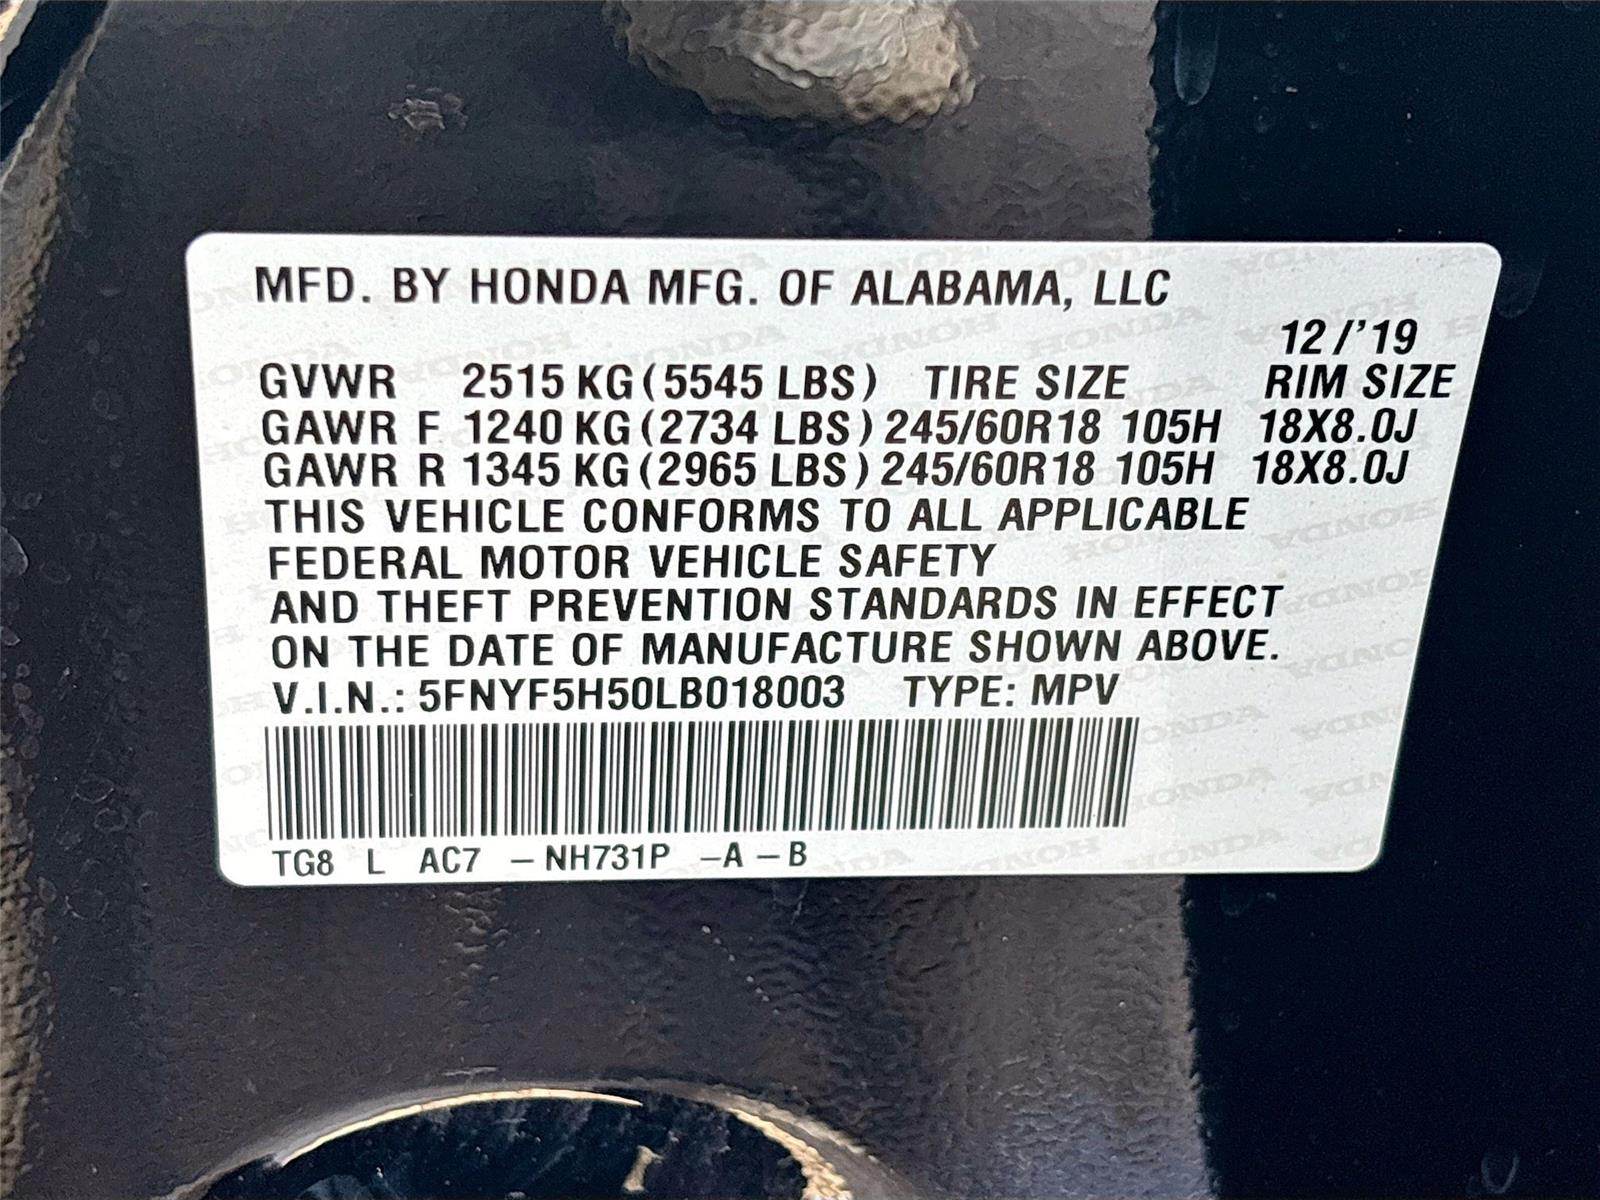 MFD. BY HONDA MFG. OF ALABAMA, LLC
12/'19
GVWR 2515 KG (5545 LBS) TIRE SIZE RIM SIZE
GAWR F 1240 KG (2734 LBS) 245/60R18 105H 18X8.0J
GAWR R 1345 KG (2965 LBS) 245/60R18 105H 18X8.0J
THIS VEHICLE CONFORMS TO ALL APPLICABLE
FEDERAL MOTOR VEHICLE SAFETY
AND THEFT PREVENTION STANDARDS IN EFFECT
ON THE DATE OF MANUFACTURE SHOWN ABOVE.
V.I.N.: 5FNYF5H50LB018003 TYPE: MPV
TG8 L AC7 –NH731P –A –B